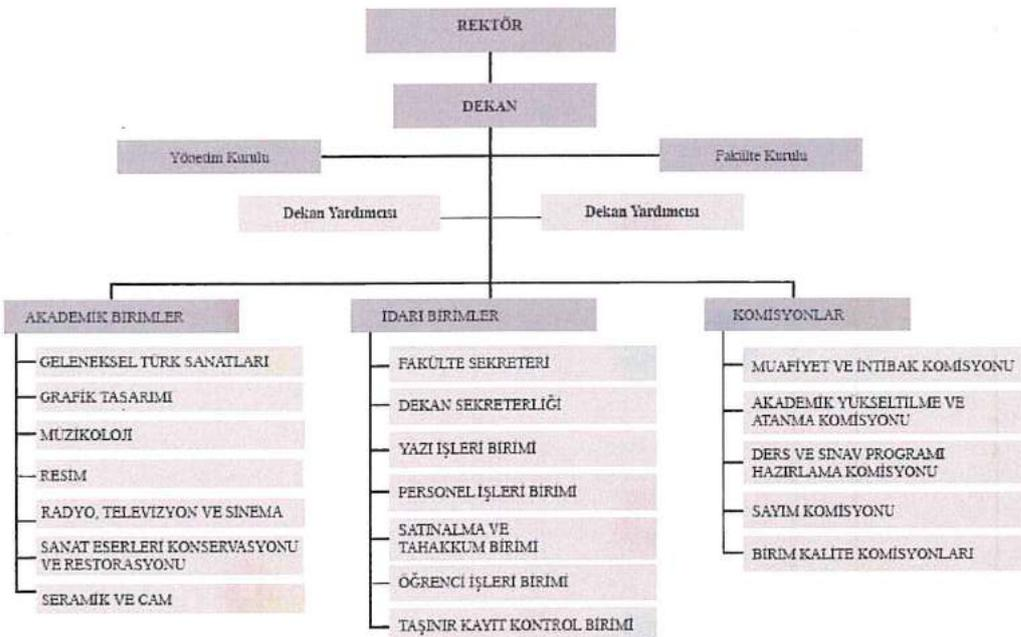 REKTÖR
DEKAN
Yönetim Kurulu
Fakülte Kurulu
Dekan Yardımcısı
Dekan Yardımcısı
AKADEMİK BİRİMLER
GELENEKSEL TÜRK SANATLARI
GRAFİK TASARIMI
MÜZİKOLOJİ
RESİM
RADYO, TELEVİZYON VE SİNEMA
SANAT ESERLERİ KONSERVASYONU
VE RESTORASYONU
SERAMİK VE CAM
İDARİ BİRİMLER
FAKÜLTE SEKRETERİ
DEKAN SEKRETERLİĞİ
YAZI İŞLERİ BİRİMİ
PERSONEL İŞLERİ BİRİMİ
SATINALMA VE
TAHAKKUM BİRİMİ
ÖĞRENCİ İŞLERİ BİRİMİ
TAŞINIR KAYIT KONTROL BİRİMİ
KOMİSYONLAR
MUAFİYET VE İNTİBAK KOMİSYONU
AKADEMİK YÜKSELTİLME VE
ATANMA KOMİSYONU
DERS VE SINAV PROGRAMI
HAZIRLAMA KOMİSYONU
SAYIM KOMİSYONU
BİRİM KALİTE KOMİSYONLARI